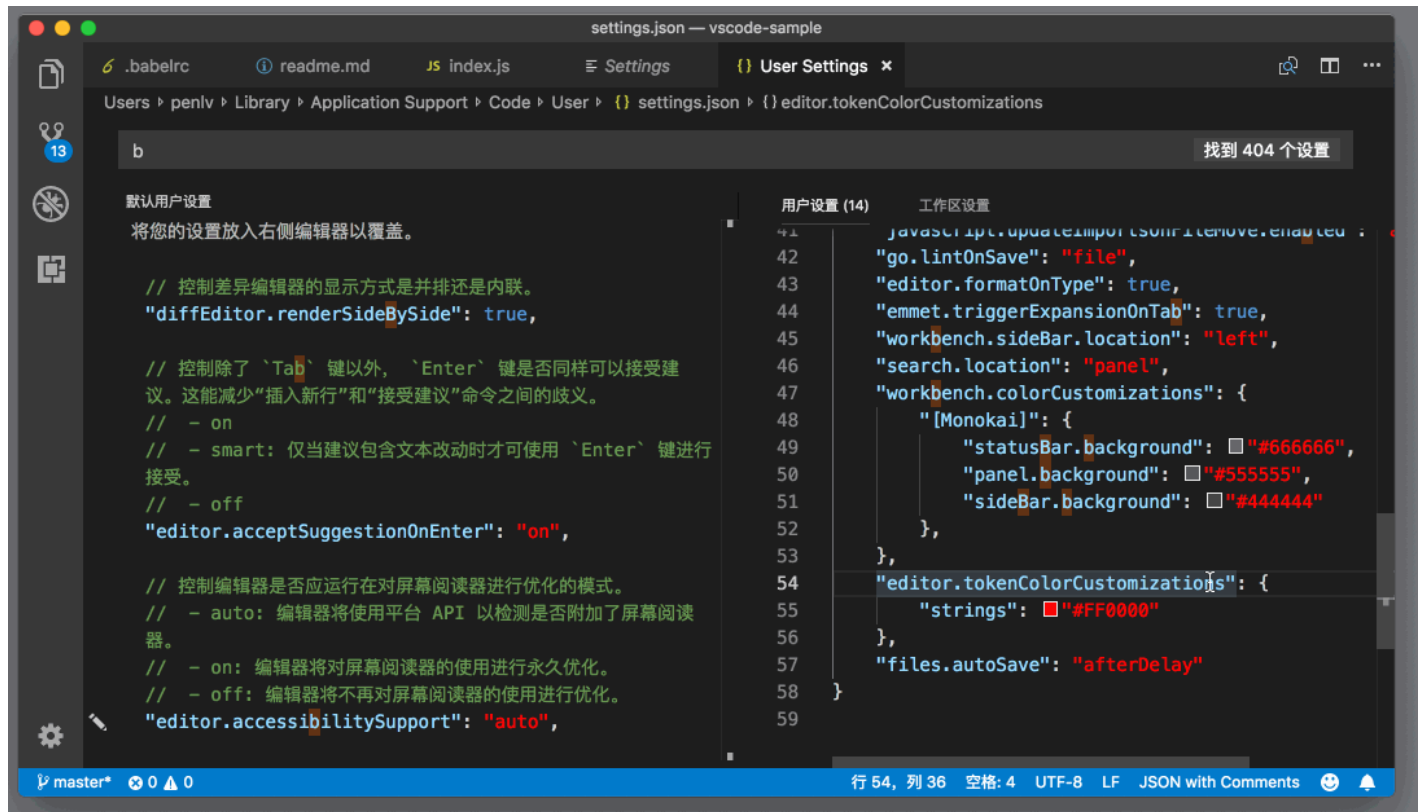 settings.json — vscode-sample
.babelrc
readme.md
JS index.js
Settings
{} User Settings ×
Users ▸ penlv ▸ Library ▸ Application Support ▸ Code ▸ User ▸ {} settings.json ▸ {} editor.tokenColorCustomizations
13
b
找到 404 个设置
默认用户设置
将您的设置放入右侧编辑器以覆盖。
// 控制差异编辑器的显示方式是并排还是内联。
"diffEditor.renderSideBySide": true,
// 控制除了 `Tab` 键以外， `Enter` 键是否同样可以接受建
议。这能减少“插入新行”和“接受建议”命令之间的歧义。
//  - on
//  - smart: 仅当建议包含文本改动时才可使用 `Enter` 键进行
接受。
//  - off
"editor.acceptSuggestionOnEnter": "on",
// 控制编辑器是否应运行在对屏幕阅读器进行优化的模式。
//  - auto: 编辑器将使用平台 API 以检测是否附加了屏幕阅读
器。
//  - on: 编辑器将对屏幕阅读器的使用进行永久优化。
//  - off: 编辑器将不再对屏幕阅读器的使用进行优化。
"editor.accessibilitySupport": "auto",
用户设置 (14)
工作区设置
41 "javascript.updateImportsOnFileMove.enabled":
42 "go.lintOnSave": "file",
43 "editor.formatOnType": true,
44 "emmet.triggerExpansionOnTab": true,
45 "workbench.sideBar.location": "left",
46 "search.location": "panel",
47 "workbench.colorCustomizations": {
48 "[Monokai]": {
49 "statusBar.background": "#666666",
50 "panel.background": "#555555",
51 "sideBar.background": "#444444"
52 },
53 },
54 "editor.tokenColorCustomizations": {
55 "strings": "#FF0000"
56 },
57 "files.autoSave": "afterDelay"
58 }
59
master* 0 0
行 54，列 36 空格: 4 UTF-8 LF JSON with Comments